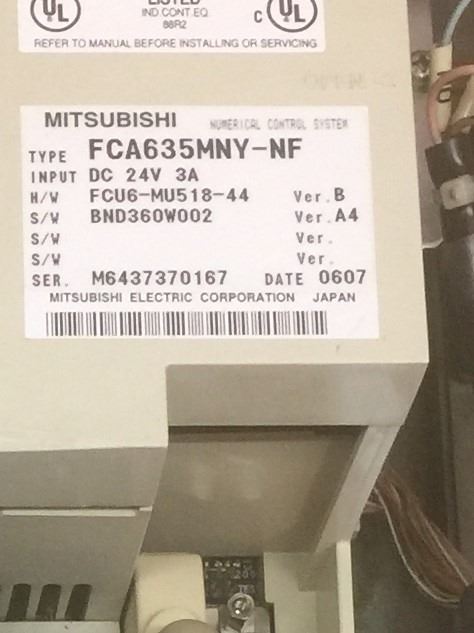 UL
LISTED
IND.CONT.EQ.
88R2
C UL
REFER TO MANUAL BEFORE INSTALLING OR SERVICING
MITSUBISHI NUMERICAL CONTROL SYSTEM
TYPE FCA635MNY-NF
INPUT DC 24V 3A
H/W FCU6-MU518-44 Ver.B
S/W BND360W002 Ver.A4
S/W Ver.
S/W Ver.
SER. M6437370167 DATE 0607
MITSUBISHI ELECTRIC CORPORATION JAPAN